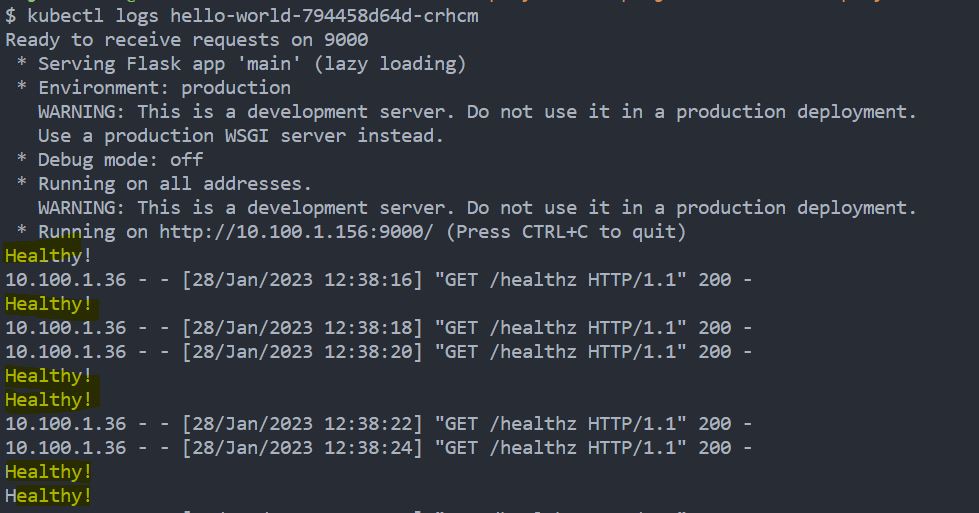 $ kubectl logs hello-world-794458d64d-crhcm
Ready to receive requests on 9000
* Serving Flask app 'main' (lazy loading)
* Environment: production
WARNING: This is a development server. Do not use it in a production deployment.
Use a production WSGI server instead.
* Debug mode: off
* Running on all addresses.
WARNING: This is a development server. Do not use it in a production deployment.
* Running on http://10.100.1.156:9000/ (Press CTRL+C to quit)
Healthy!
10.100.1.36 - - [28/Jan/2023 12:38:16] "GET /healthz HTTP/1.1" 200 -
Healthy!
10.100.1.36 - - [28/Jan/2023 12:38:18] "GET /healthz HTTP/1.1" 200 -
10.100.1.36 - - [28/Jan/2023 12:38:20] "GET /healthz HTTP/1.1" 200 -
Healthy!
Healthy!
10.100.1.36 - - [28/Jan/2023 12:38:22] "GET /healthz HTTP/1.1" 200 -
10.100.1.36 - - [28/Jan/2023 12:38:24] "GET /healthz HTTP/1.1" 200 -
Healthy!
Healthy!